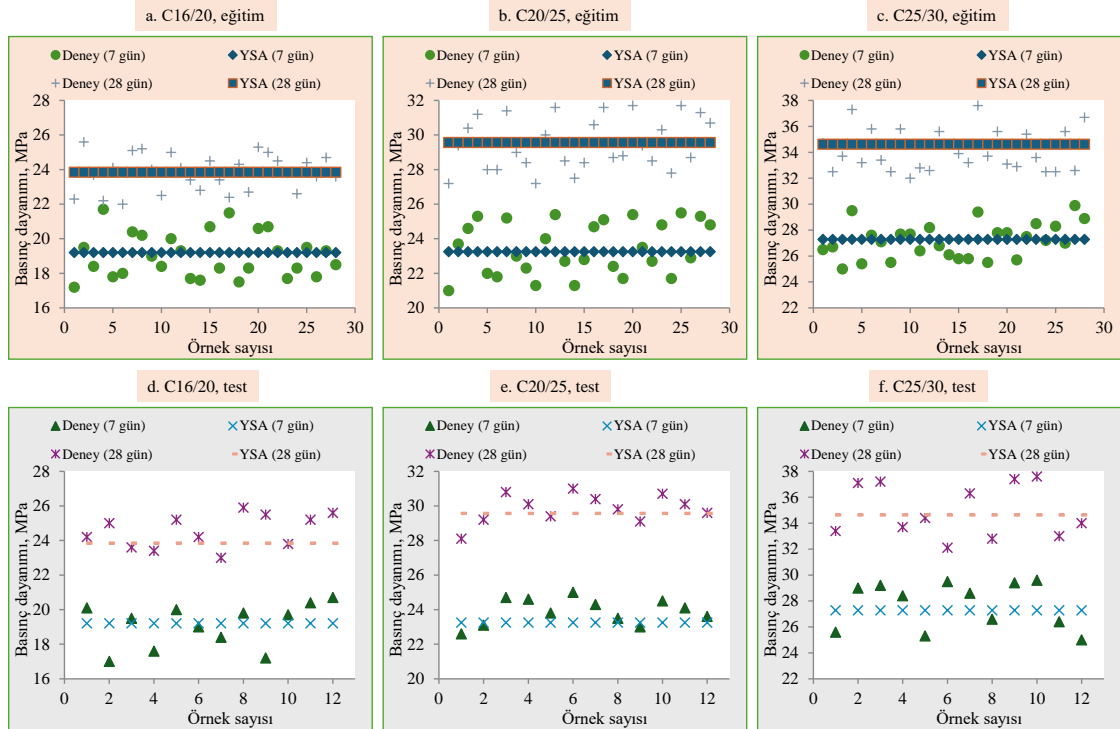 a. C16/20, eğitim
Deney (7 gün) YSA (7 gün)
Deney (28 gün) YSA (28 gün)
Basınç dayanımı, MPa
28
26
24
22
20
18
16
0 5 10 15 20 25 30
Örnek sayısı
b. C20/25, eğitim
Deney (7 gün) YSA (7 gün)
Deney (28 gün) YSA (28 gün)
Basınç dayanımı, MPa
32
30
28
26
24
22
20
0 5 10 15 20 25 30
Örnek sayısı
c. C25/30, eğitim
Deney (7 gün) YSA (7 gün)
Deney (28 gün) YSA (28 gün)
Basınç dayanımı, MPa
38
36
34
32
30
28
26
24
22
0 5 10 15 20 25 30
Örnek sayısı
d. C16/20, test
Deney (7 gün) YSA (7 gün)
Deney (28 gün) YSA (28 gün)
Basınç dayanımı, MPa
28
26
24
22
20
18
16
0 2 4 6 8 10 12
Örnek sayısı
e. C20/25, test
Deney (7 gün) YSA (7 gün)
Deney (28 gün) YSA (28 gün)
Basınç dayanımı, MPa
32
30
28
26
24
22
20
0 2 4 6 8 10 12
Örnek sayısı
f. C25/30, test
Deney (7 gün) YSA (7 gün)
Deney (28 gün) YSA (28 gün)
Basınç dayanımı, MPa
38
36
34
32
30
28
26
24
22
0 2 4 6 8 10 12
Örnek sayısı